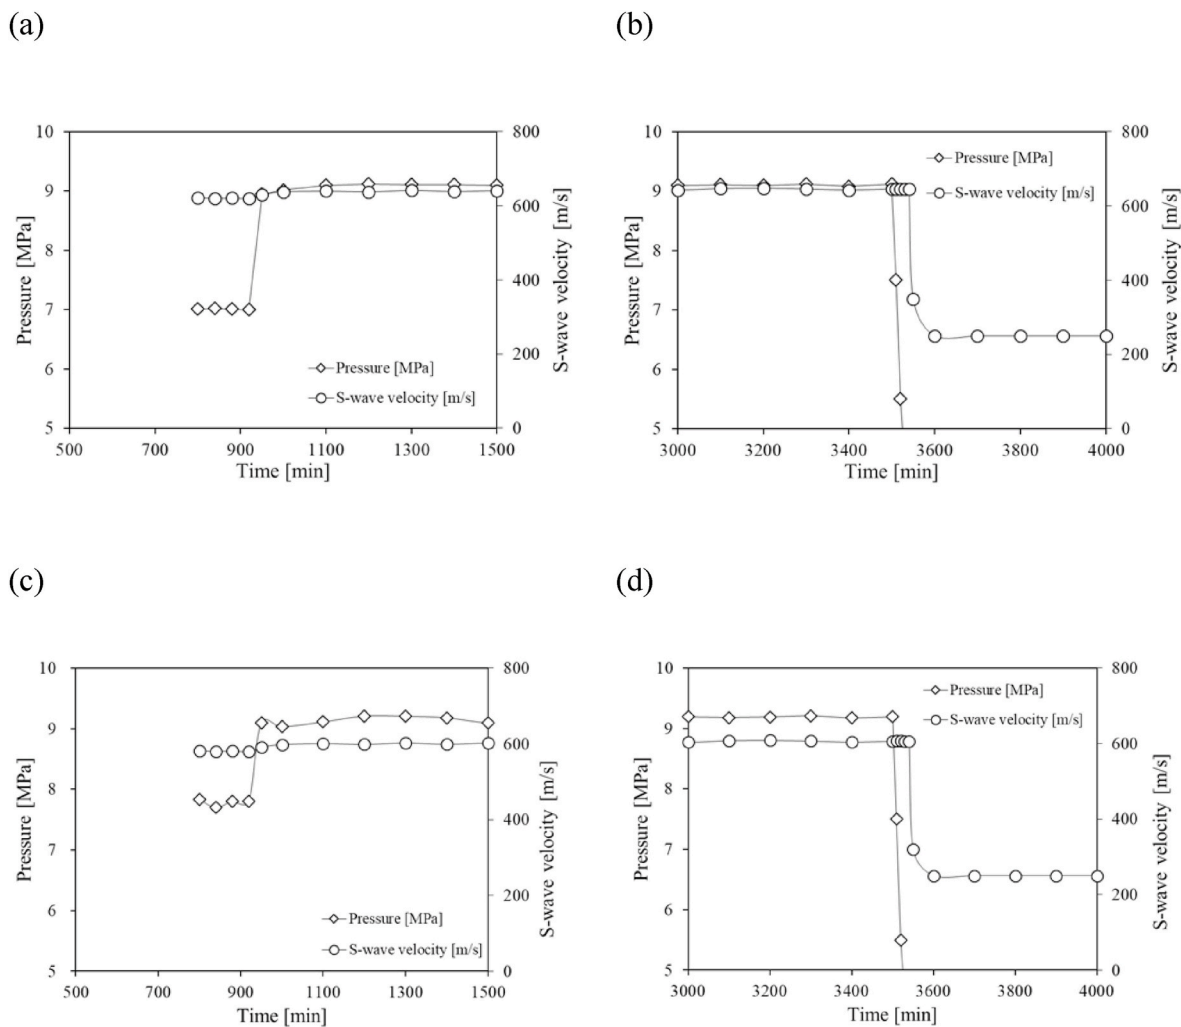 (a)
(b)
10
9
8
7
6
5
Pressure [MPa]
800
600
400
200
0
S-wave velocity [m/s]
Pressure [MPa]
S-wave velocity [m/s]
500 700 900 1100 1300 1500
Time [min]
10
9
8
7
6
5
Pressure [MPa]
800
600
400
200
0
S-wave velocity [m/s]
Pressure [MPa]
S-wave velocity [m/s]
3000 3200 3400 3600 3800 4000
Time [min]
(c)
(d)
10
9
8
7
6
5
Pressure [MPa]
800
600
400
200
0
S-wave velocity [m/s]
Pressure [MPa]
S-wave velocity [m/s]
500 700 900 1100 1300 1500
Time [min]
10
9
8
7
6
5
Pressure [MPa]
800
600
400
200
0
S-wave velocity [m/s]
Pressure [MPa]
S-wave velocity [m/s]
3000 3200 3400 3600 3800 4000
Time [min]